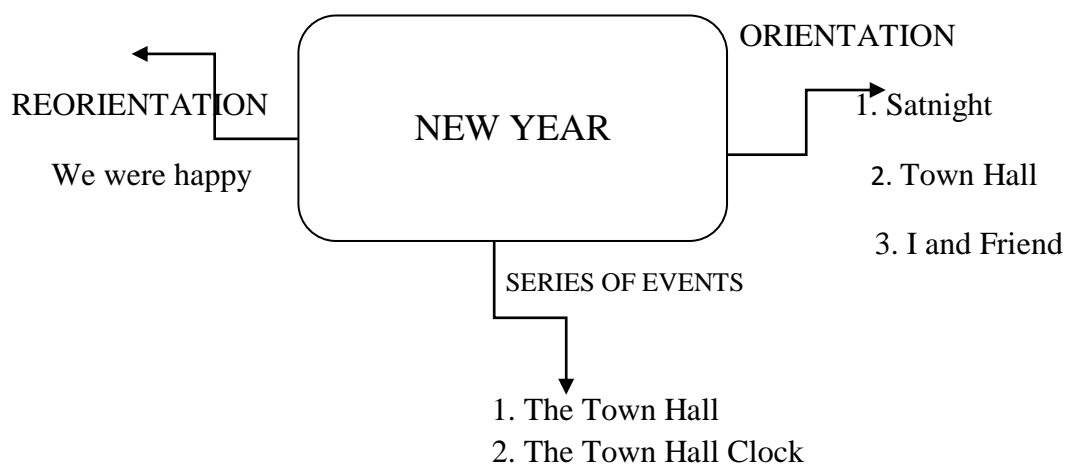 ORIENTATION
1. Satnight
2. Town Hall
3. I and Friend
NEW YEAR
REORIENTATION
We were happy
SERIES OF EVENTS
1. The Town Hall
2. The Town Hall Clock